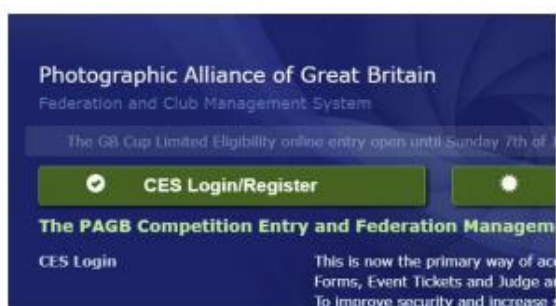 Photographic Alliance of Great Britain
Federation and Club Management System
The GB Cup Limited Eligibility online entry open until Sunday 7th of
CES Login/Register
The PAGB Competition Entry and Federation Managem
CES Login
This is now the primary way of
Forms, Event Tickets and Judge
To improve security and increase